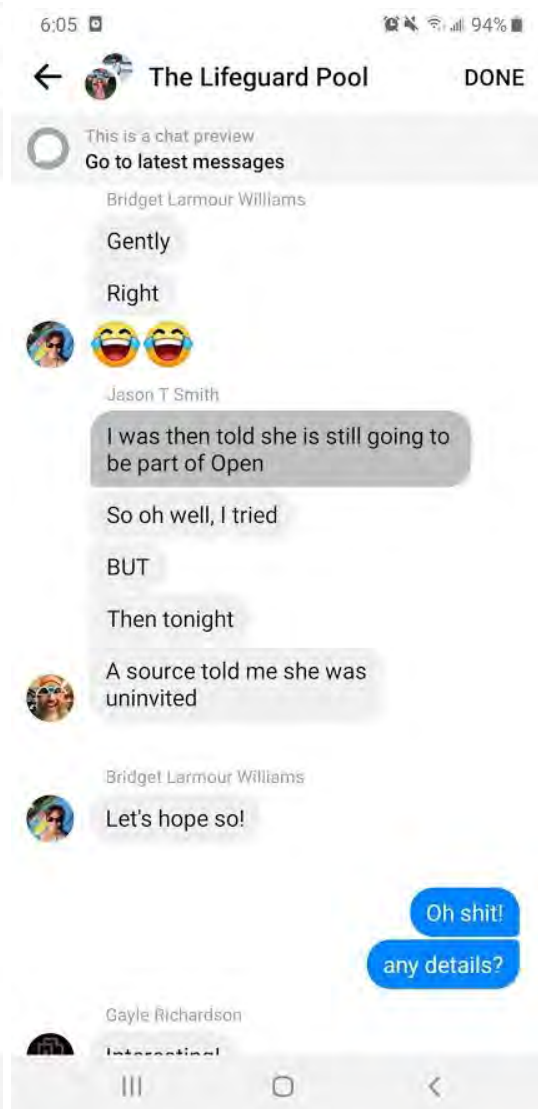 6:05
94%
The Lifeguard Pool
DONE
This is a chat preview
Go to latest messages
Bridget Larmour Williams
Gently
Right
Jason T Smith
I was then told she is still going to
be part of Open
So oh well, I tried
BUT
Then tonight
A source told me she was
uninvited
Bridget Larmour Williams
Let's hope so!
Oh shit!
any details?
Gayle Richardson
Interesting!